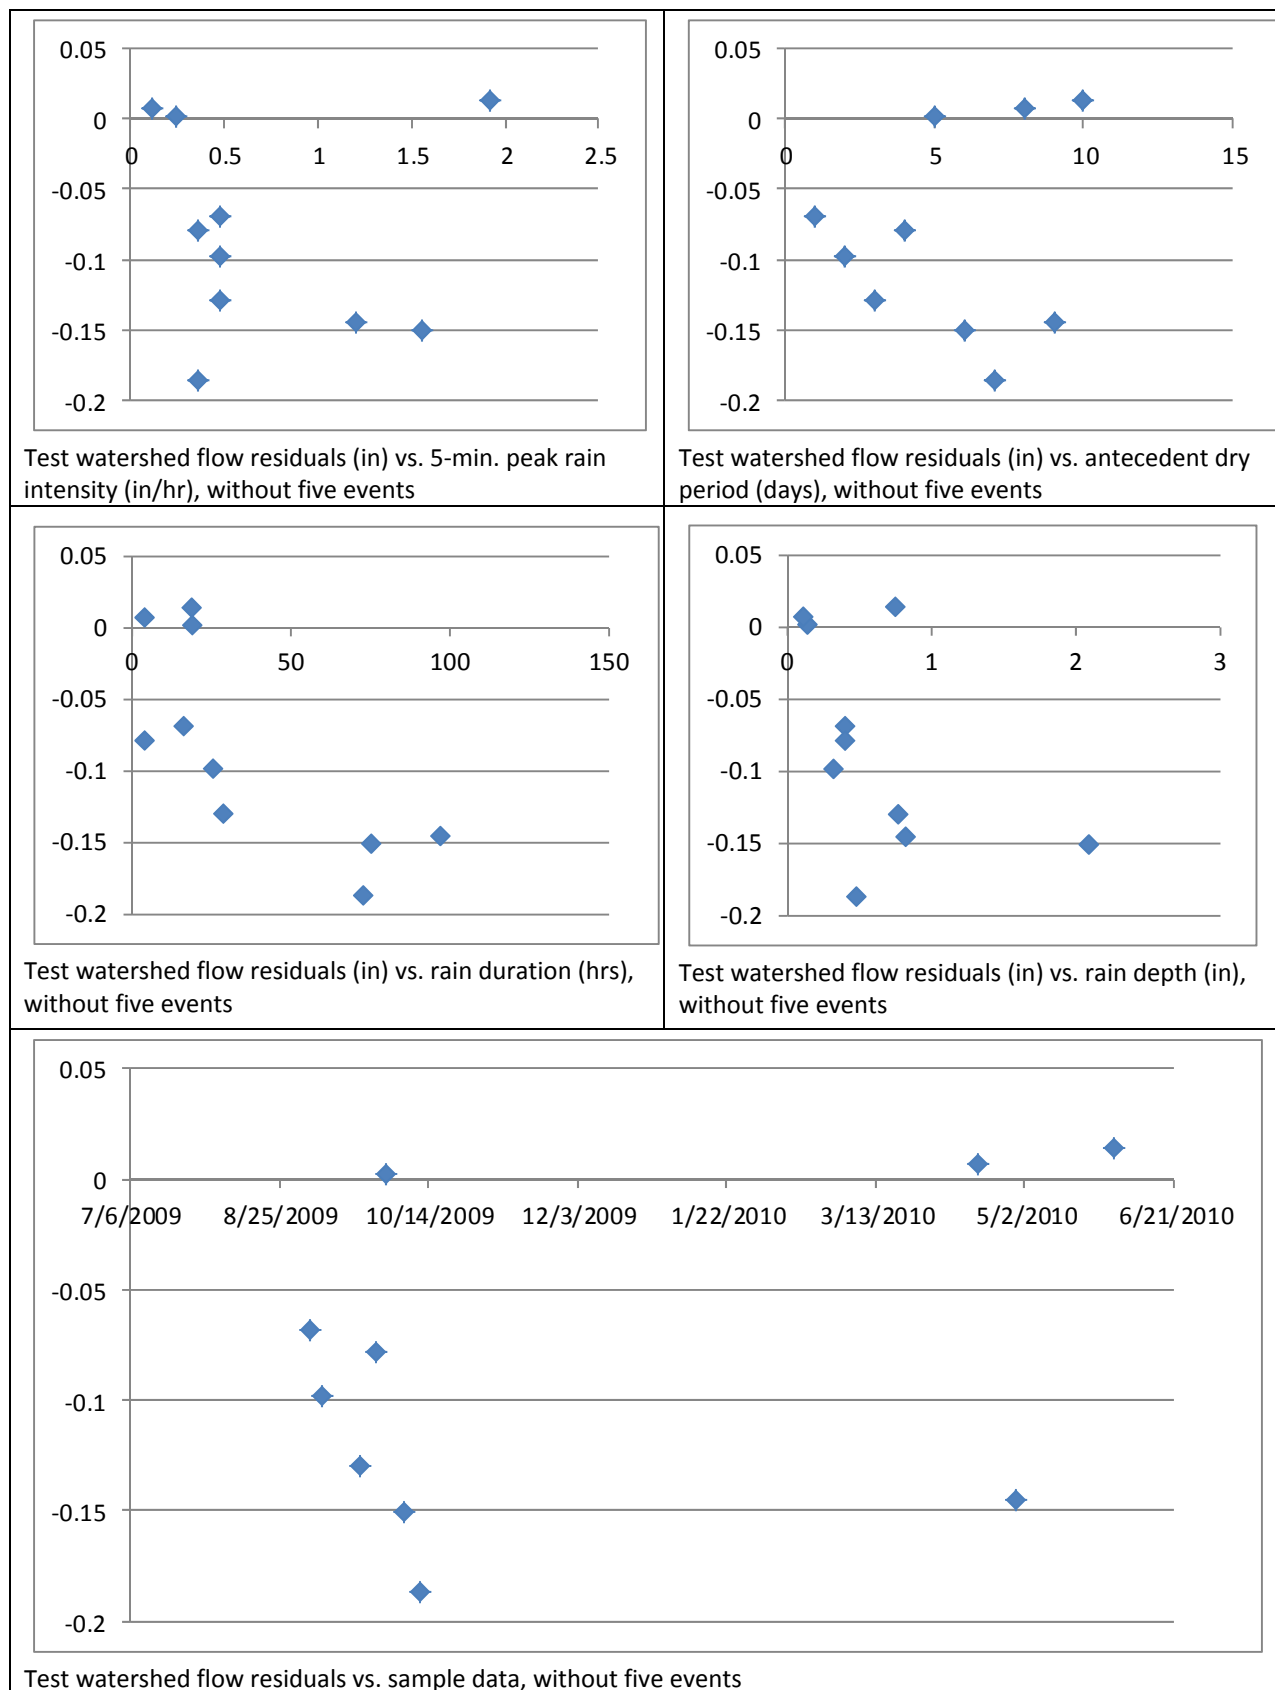 0.05
0
-0.05
-0.1
-0.15
-0.2
0 0.5 1 1.5 2 2.5
Test watershed flow residuals (in) vs. 5-min. peak rain
intensity (in/hr), without five events
0.05
0
-0.05
-0.1
-0.15
-0.2
0 5 10 15
Test watershed flow residuals (in) vs. antecedent dry
period (days), without five events
0.05
0
-0.05
-0.1
-0.15
-0.2
0 50 100 150
Test watershed flow residuals (in) vs. rain duration (hrs),
without five events
0.05
0
-0.05
-0.1
-0.15
-0.2
0 1 2 3
Test watershed flow residuals (in) vs. rain depth (in),
without five events
0.05
0
-0.05
-0.1
-0.15
-0.2
7/6/2009 8/25/2009 10/14/2009 12/3/2009 1/22/2010 3/13/2010 5/2/2010 6/21/2010
Test watershed flow residuals vs. sample data, without five events